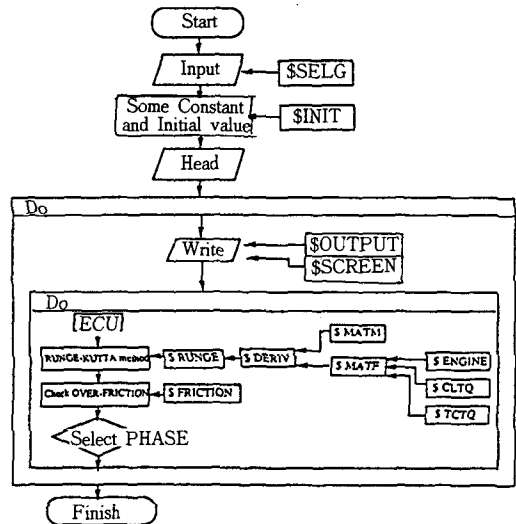 Start
Input
$SELG
Some Constant
and Initial value
$INIT
Head
Do
Write
$OUTPUT
$SCREEN
Do
ECU
$ MATM
RUNGE-KUTTA method
$ RUNGE
$ DERIV
$ MATF
$ ENGINE
$ CLTQ
$ TCTQ
Check OVER-FRICTION
$ FRICTION
Select PHASE
Finish